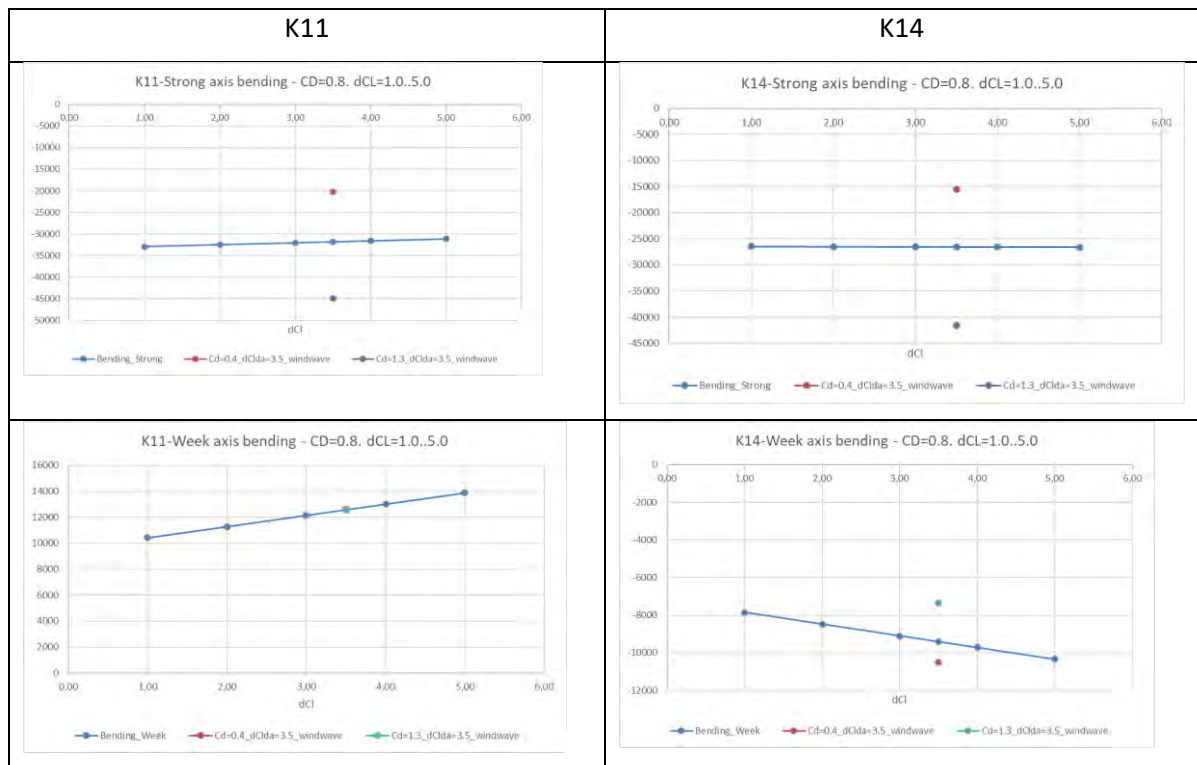 K11
K14
K11-Strong axis bending - CD=0.8. dCL=1.0..5.0
0
0,00 1,00 2,00 3,00 4,00 5,00 6,00
-5000
-10000
-15000
-20000
-25000
-30000
-35000
-40000
-45000
50000
dCl
Bending_Strong Cd=0.4_dClda=3.5_windwave Cd=1.3_dClda=3.5_windwave
K14-Strong axis bending - CD=0.8. dCL=1.0..5.0
0
0,00 1,00 2,00 3,00 4,00 5,00 6,00
-5000
-10000
-15000
-20000
-25000
-30000
-35000
-40000
-45000
dCl
Bending_Strong Cd=0.4_dClda=3.5_windwave Cd=1.3_dClda=3.5_windwave
K11-Week axis bending - CD=0.8. dCL=1.0..5.0
16000
14000
12000
10000
8000
6000
4000
2000
0
0,00 1,00 2,00 3,00 4,00 5,00 6,00
dCl
Bending_Week Cd=0.4_dClda=3.5_windwave Cd=1.3_dClda=3.5_windwave
K14-Week axis bending - CD=0.8. dCL=1.0..5.0
0
0,00 1,00 2,00 3,00 4,00 5,00 6,00
-2000
-4000
-6000
-8000
-10000
-12000
dCl
Bending_Week Cd=0.4_dClda=3.5_windwave Cd=1.3_dClda=3.5_windwave